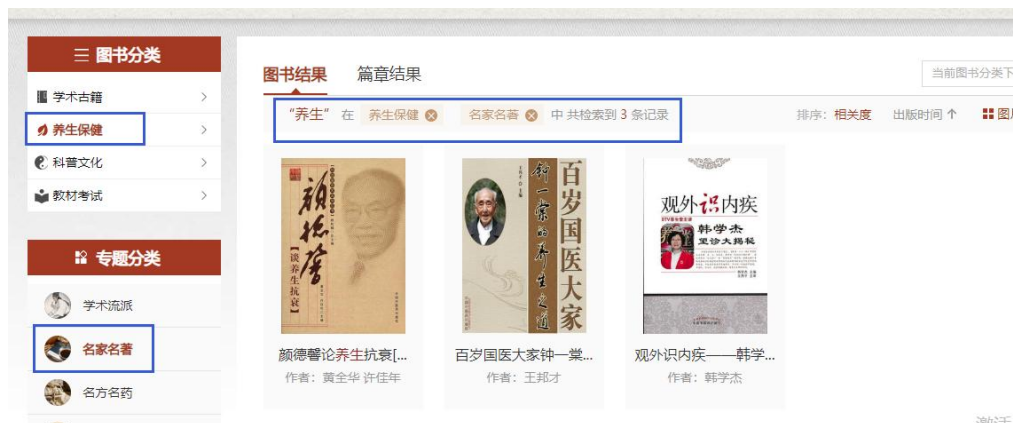 三 图书分类
学术古籍
养生保健
科普文化
教材考试
专题分类
学术流派
名家名著
名方名药
图书结果 篇章结果
当前图书分类下
"养生" 在 养生保健 名家名著 中 共检索到 3 条记录
排序：相关度 出版时间
颜德馨
【谈养生抗衰】
百岁国医大家
钟一棠的养生之道
观外识内疾
韩学杰
望诊大揭秘
颜德馨论养生抗衰[...
作者：黄全华 许佳年
百岁国医大家钟一棠...
作者：王邦才
观外识内疾——韩学...
作者：韩学杰